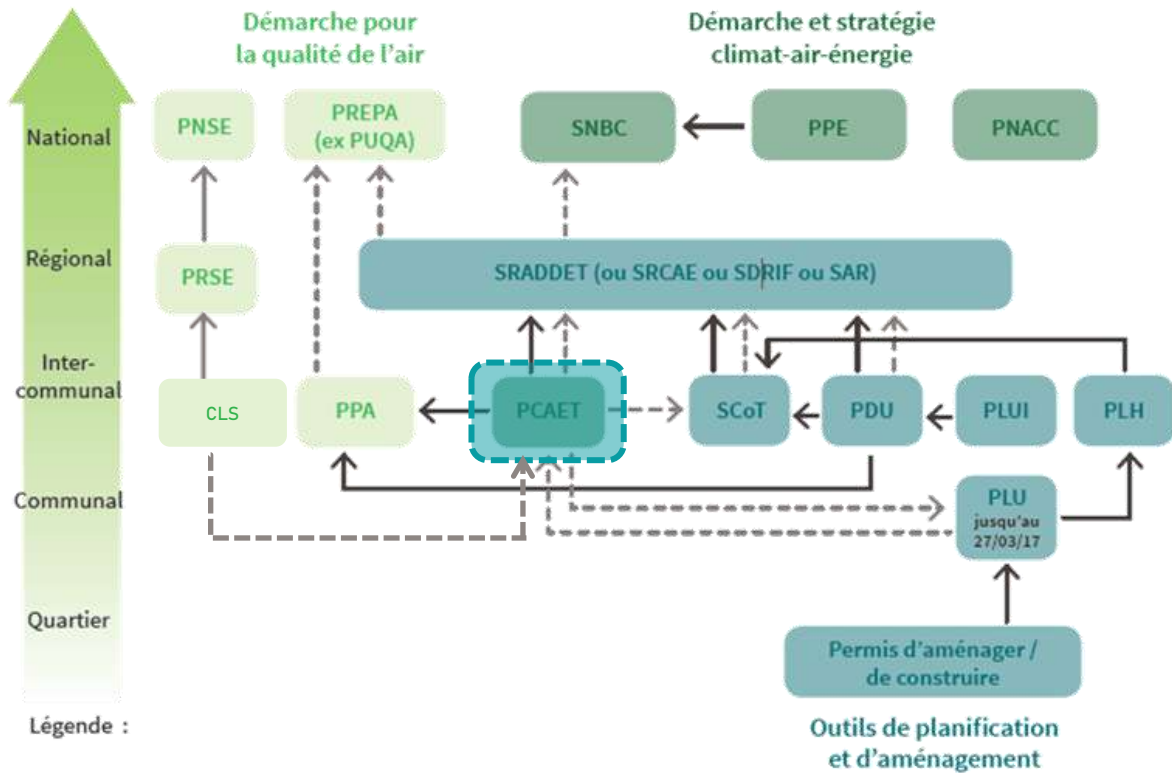 Démarche pour
la qualité de l'air
Démarche et stratégie
climat-air-énergie
National
PNSE
PREPA
(ex PUQA)
SNBC
PPE
PNACC
Régional
PRSE
SRADDET (ou SRCAE ou SDRIF ou SAR)
Inter-
communal
CLS
PPA
PCAET
SCoT
PDU
PLUI
PLH
Communal
PLU
jusqu'au
27/03/17
Quartier
Permis d'aménager /
de construire
Légende :
Outils de planification
et d'aménagement